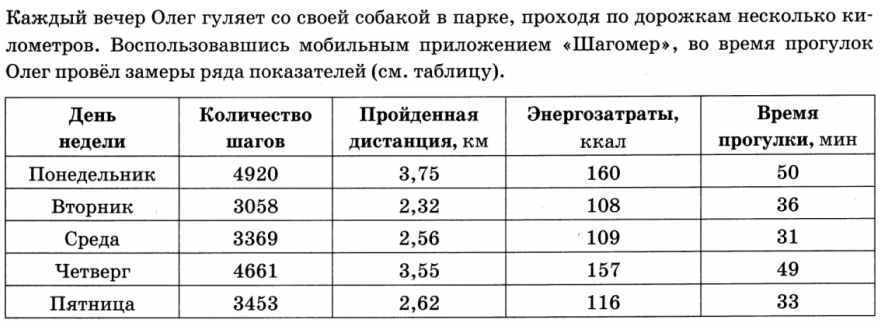 Каждый вечер Олег гуляет со своей собакой в парке, проходя по дорожкам несколько ки-
лометров. Воспользовавшись мобильным приложением «Шагомер», во время прогулок
Олег провёл замеры ряда показателей (см. таблицу).
День недели | Количество шагов | Пройденная дистанция, км | Энергозатраты, ккал | Время прогулки, мин
Понедельник | 4920 | 3,75 | 160 | 50
Вторник | 3058 | 2,32 | 108 | 36
Среда | 3369 | 2,56 | 109 | 31
Четверг | 4661 | 3,55 | 157 | 49
Пятница | 3453 | 2,62 | 116 | 33